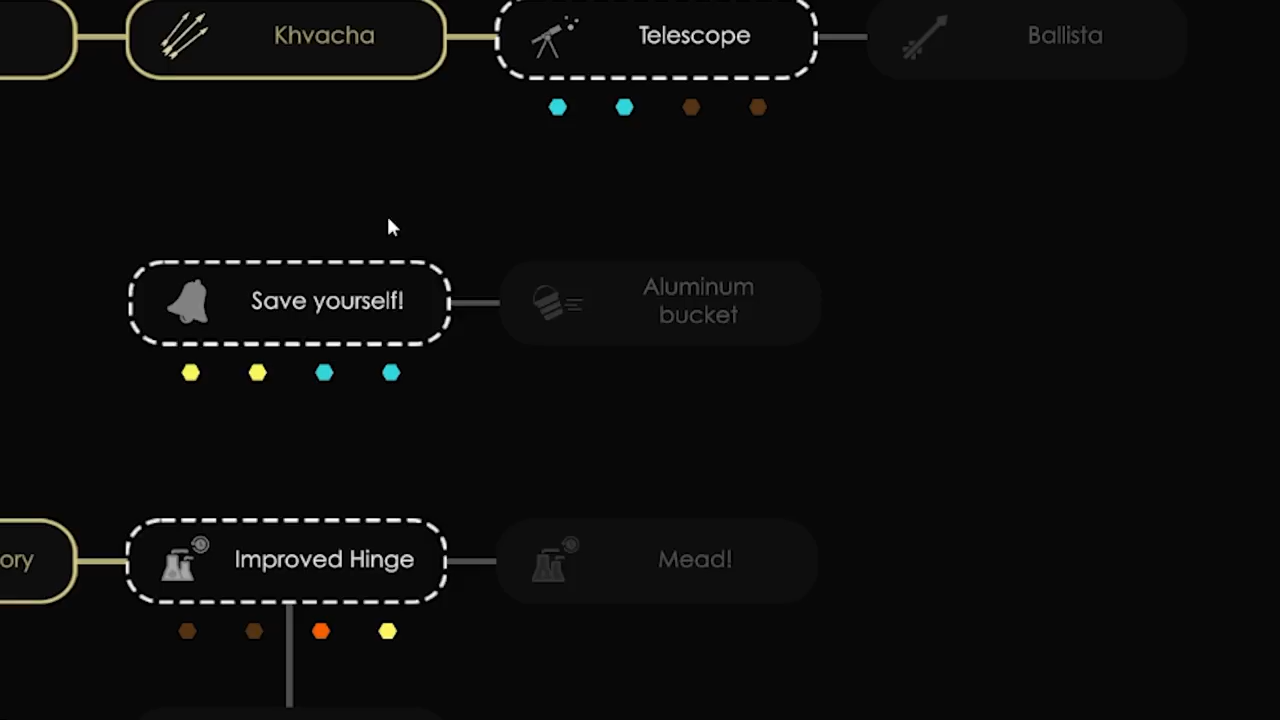 Khvacha
Telescope
Ballista
Save yourself!
Aluminum
bucket
ory
Improved Hinge
Mead!